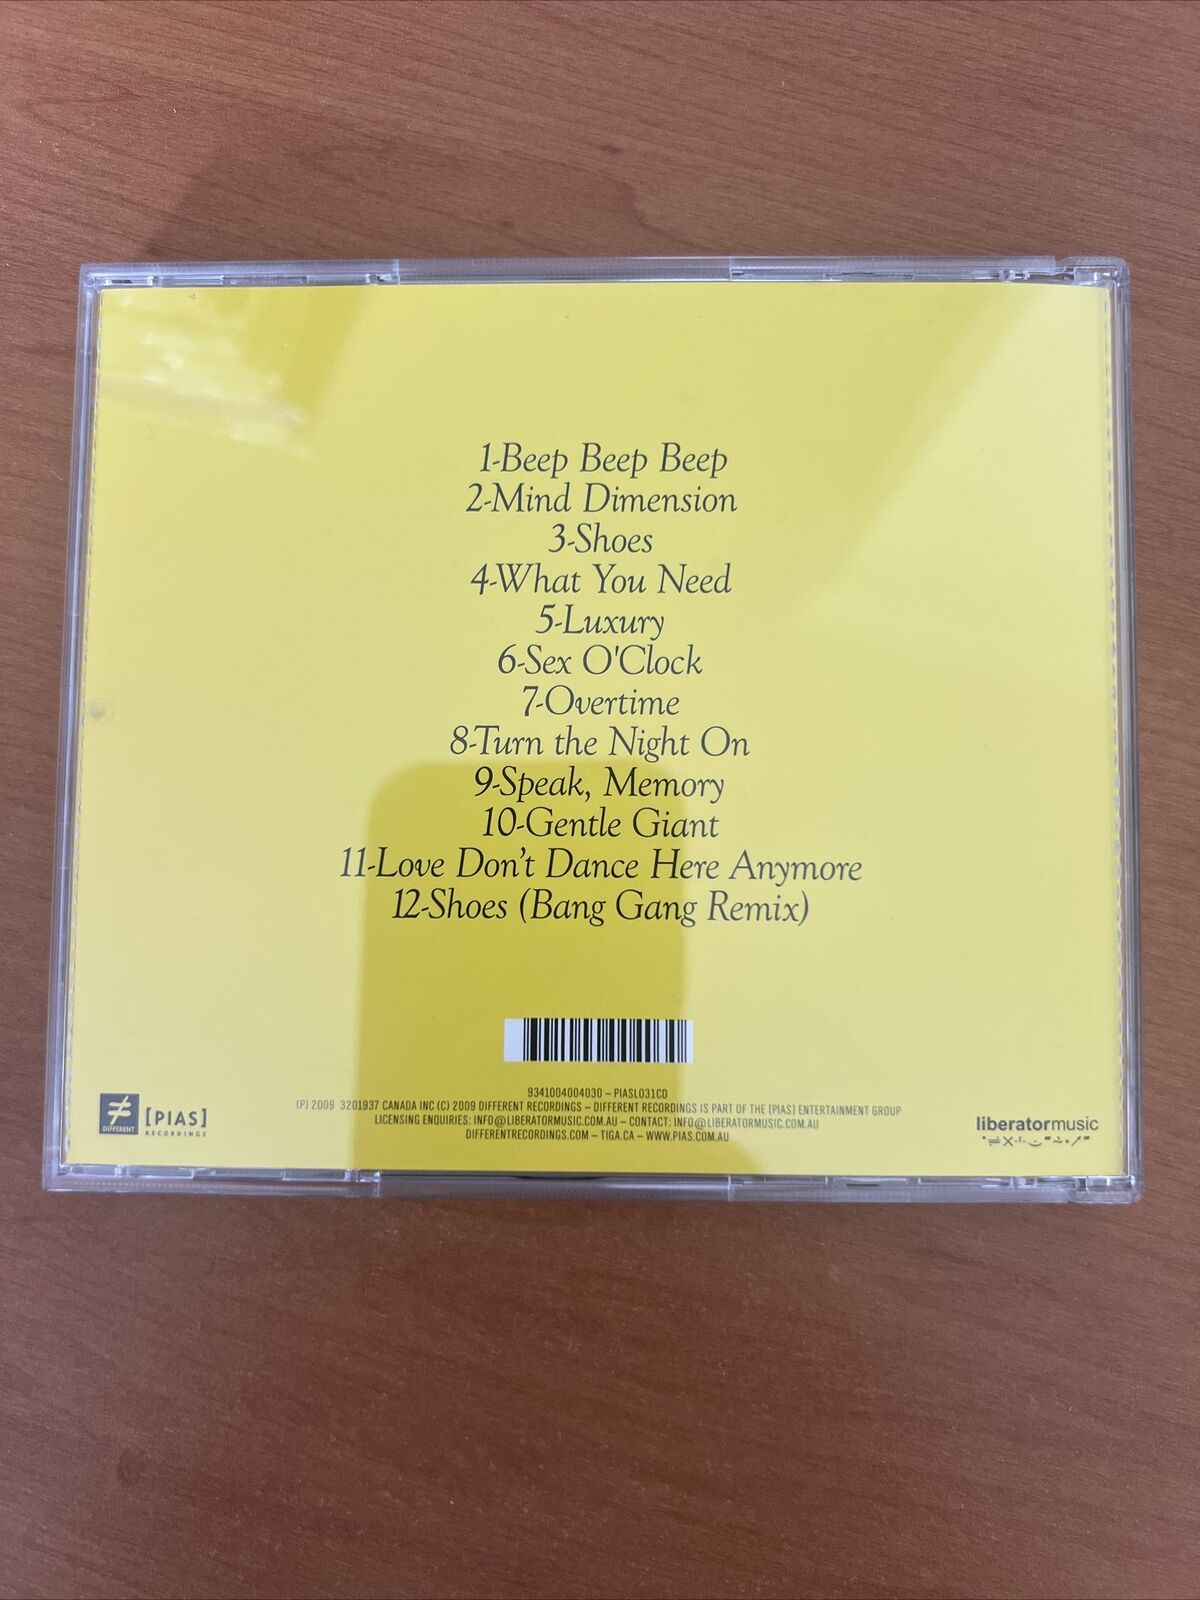 1-Beep Beep Beep
2-Mind Dimension
3-Shoes
4-What You Need
5-Luxury
6-Sex O'Clock
7-Overtime
8-Turn the Night On
9-Speak, Memory
10-Gentle Giant
11-Love Don't Dance Here Anymore
12-Shoes (Bang Gang Remix)
9341004004030 – PIASL031CD
(P) 2009 3201937 CANADA INC (C) 2009 DIFFERENT RECORDINGS – DIFFERENT RECORDINGS IS PART OF THE [PIAS] ENTERTAINMENT GROUP
LICENSING ENQUIRIES: INFO@LIBERATORMUSIC.COM.AU – CONTACT: INFO@LIBERATORMUSIC.COM.AU
DIFFERENTRECORDINGS.COM – TIGA.CA – WWW.PIAS.COM.AU
≠
DIFFERENT
[PIAS]
RECORDINGS
liberatormusic